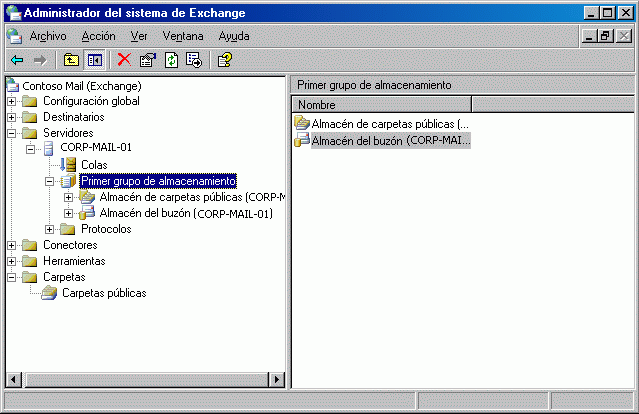 Administrador del sistema de Exchange
Archivo Acción Ver Ventana Ayuda
Contoso Mail (Exchange)
Configuración global
Destinatarios
Servidores
CORP-MAIL-01
Colas
Primer grupo de almacenamiento
Almacén de carpetas públicas (CORP-M
Almacén del buzón (CORP-MAIL-01)
Protocolos
Conectores
Herramientas
Carpetas
Carpetas públicas
Primer grupo de almacenamiento
Nombre
Almacén de carpetas públicas (...
Almacén del buzón (CORP-MAI...